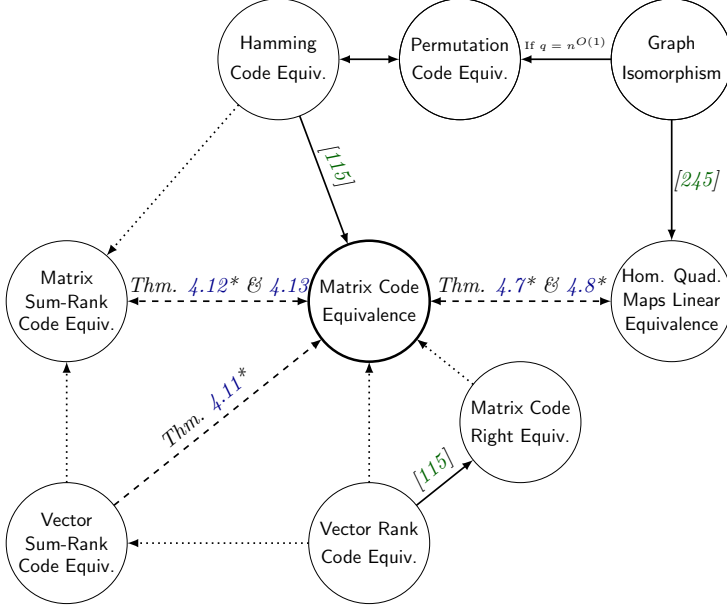 Hamming
Code Equiv.
Permutation
Code Equiv.
If q = n^{O(1)}
Graph
Isomorphism
[115]
[245]
Matrix
Sum-Rank
Code Equiv.
Thm. 4.12* & 4.13
Matrix Code
Equivalence
Thm. 4.7* & 4.8*
Hom. Quad.
Maps Linear
Equivalence
Thm. 4.11*
Matrix Code
Right Equiv.
[115]
Vector
Sum-Rank
Code Equiv.
Vector Rank
Code Equiv.